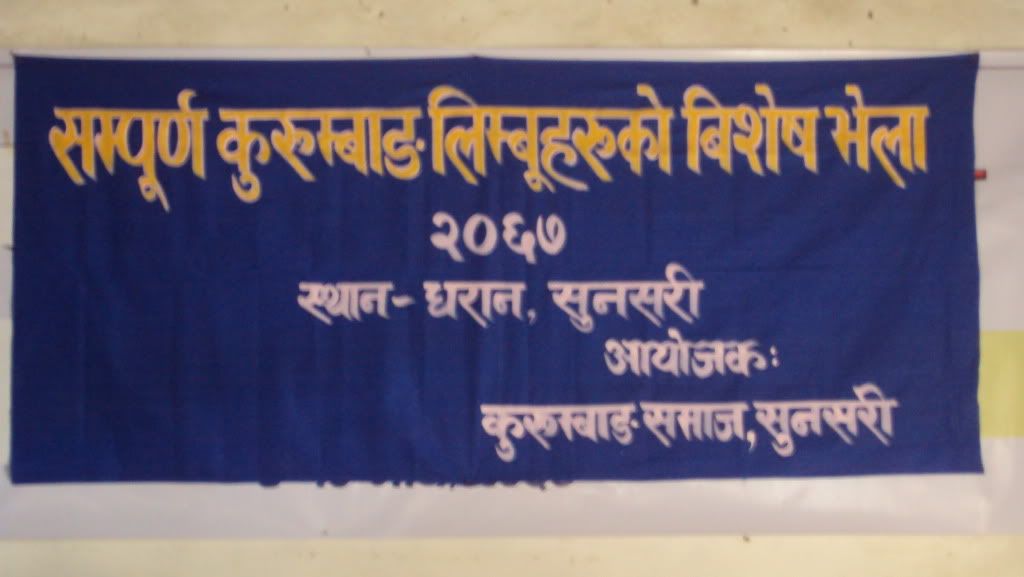 सम्पूर्ण कुरुम्बाङ लिम्बूहरुको बिशेष भेला
२०६७
स्थान- धरान, सुनसरी
आयोजकः
कुरुम्बाङ समाज, सुनसरी